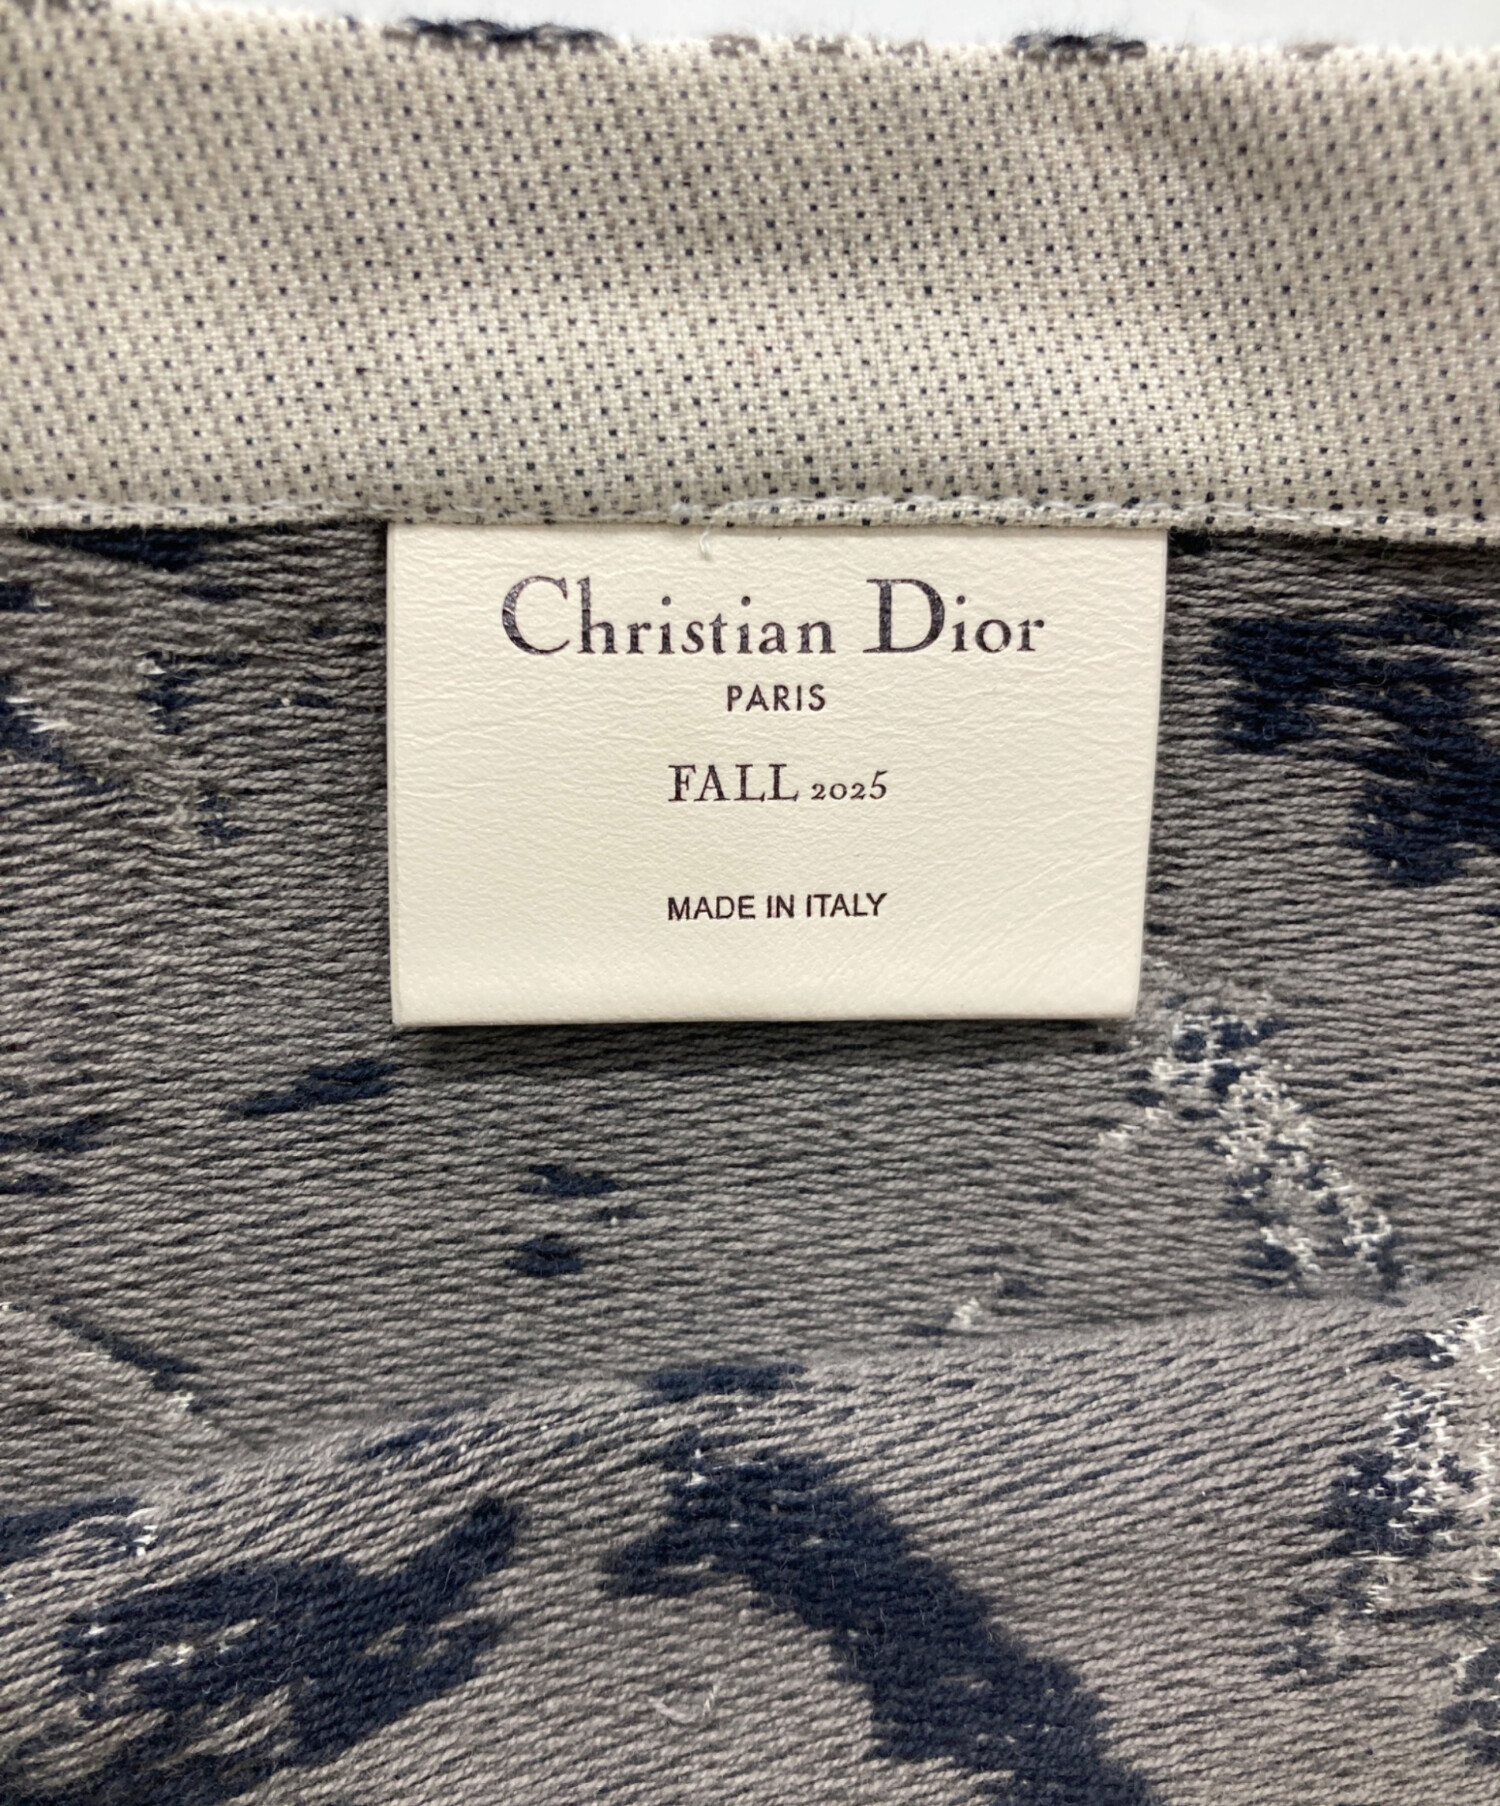 Christian Dior
PARIS
FALL 2025
MADE IN ITALY